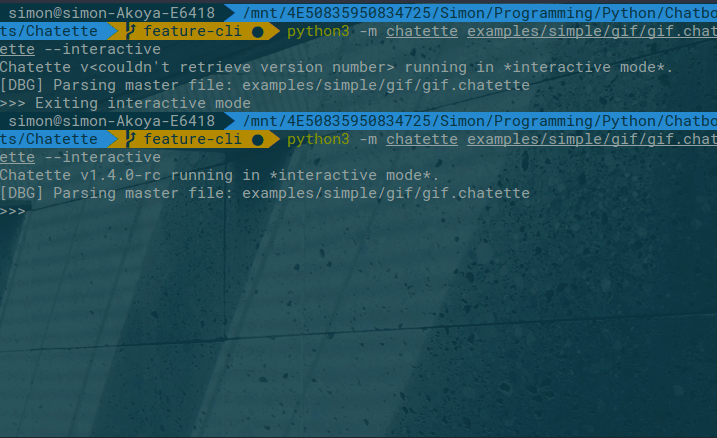 simon@simon-Akoya-E6418 /mnt/4E50835950834725/Simon/Programming/Python/Chatbo
ts/Chatette feature-cli ● python3 -m chatette examples/simple/gif/gif.chat
ette --interactive
Chatette v<couldn't retrieve version number> running in *interactive mode*.
[DBG] Parsing master file: examples/simple/gif/gif.chatette
>>> Exiting interactive mode
simon@simon-Akoya-E6418 /mnt/4E50835950834725/Simon/Programming/Python/Chatbo
ts/Chatette feature-cli ● python3 -m chatette examples/simple/gif/gif.chat
ette --interactive
Chatette v1.4.0-rc running in *interactive mode*.
[DBG] Parsing master file: examples/simple/gif/gif.chatette
>>>